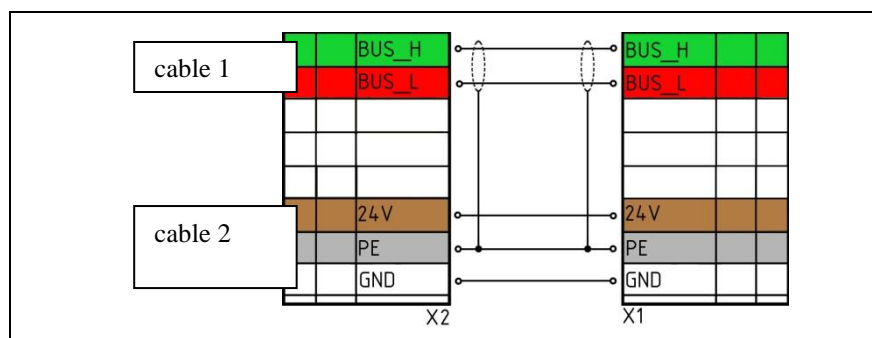 cable 1
BUS_H
BUS_H
BUS_L
BUS_L
cable 2
24V
24V
PE
PE
GND
GND
X2
X1